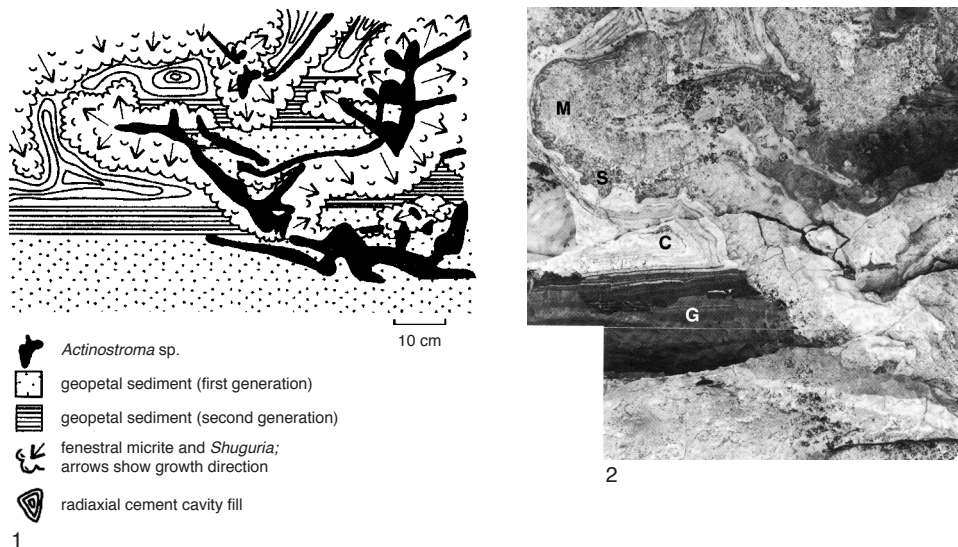 10 cm
Actinostroma sp.
geopetal sediment (first generation)
geopetal sediment (second generation)
fenestral micrite and Shuguria;
arrows show growth direction
radiaxial cement cavity fill
1
M
S
C
G
2